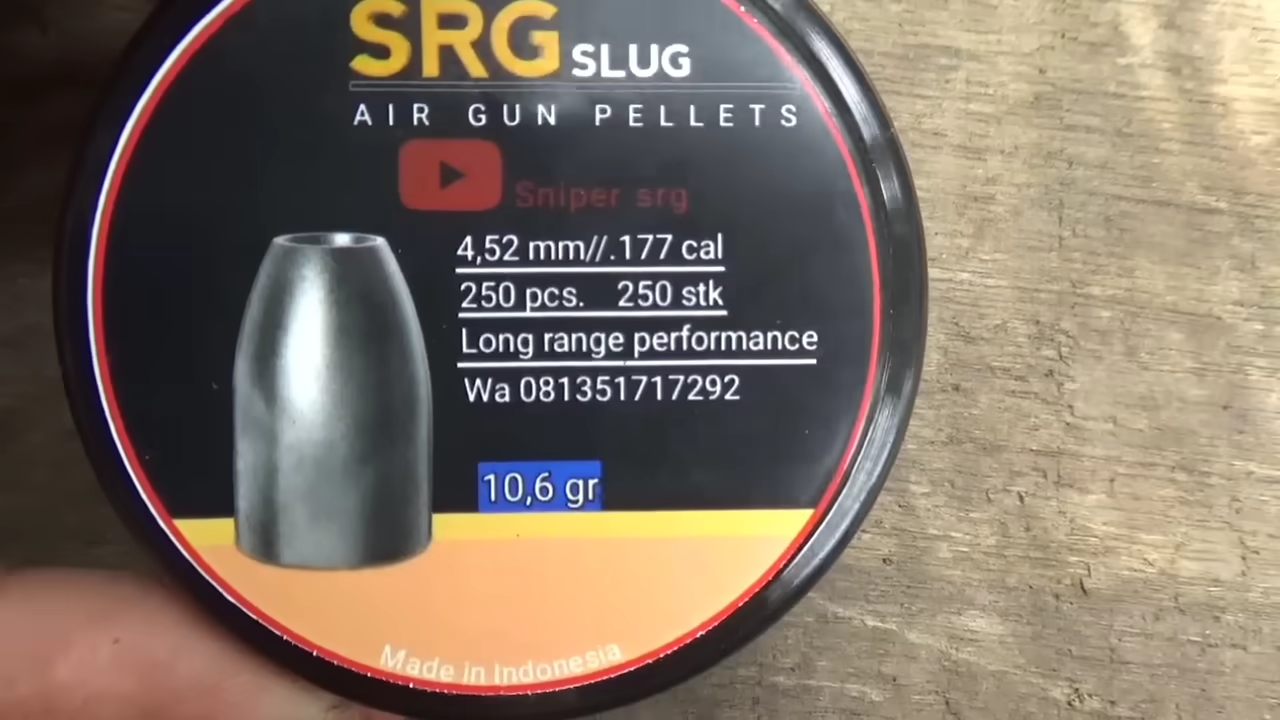 SRG SLUG
AIR GUN PELLETS
Sniper srg
4,52 mm//.177 cal
250 pcs. 250 stk
Long range performance
Wa 081351717292
10,6 gr
Made in Indonesia